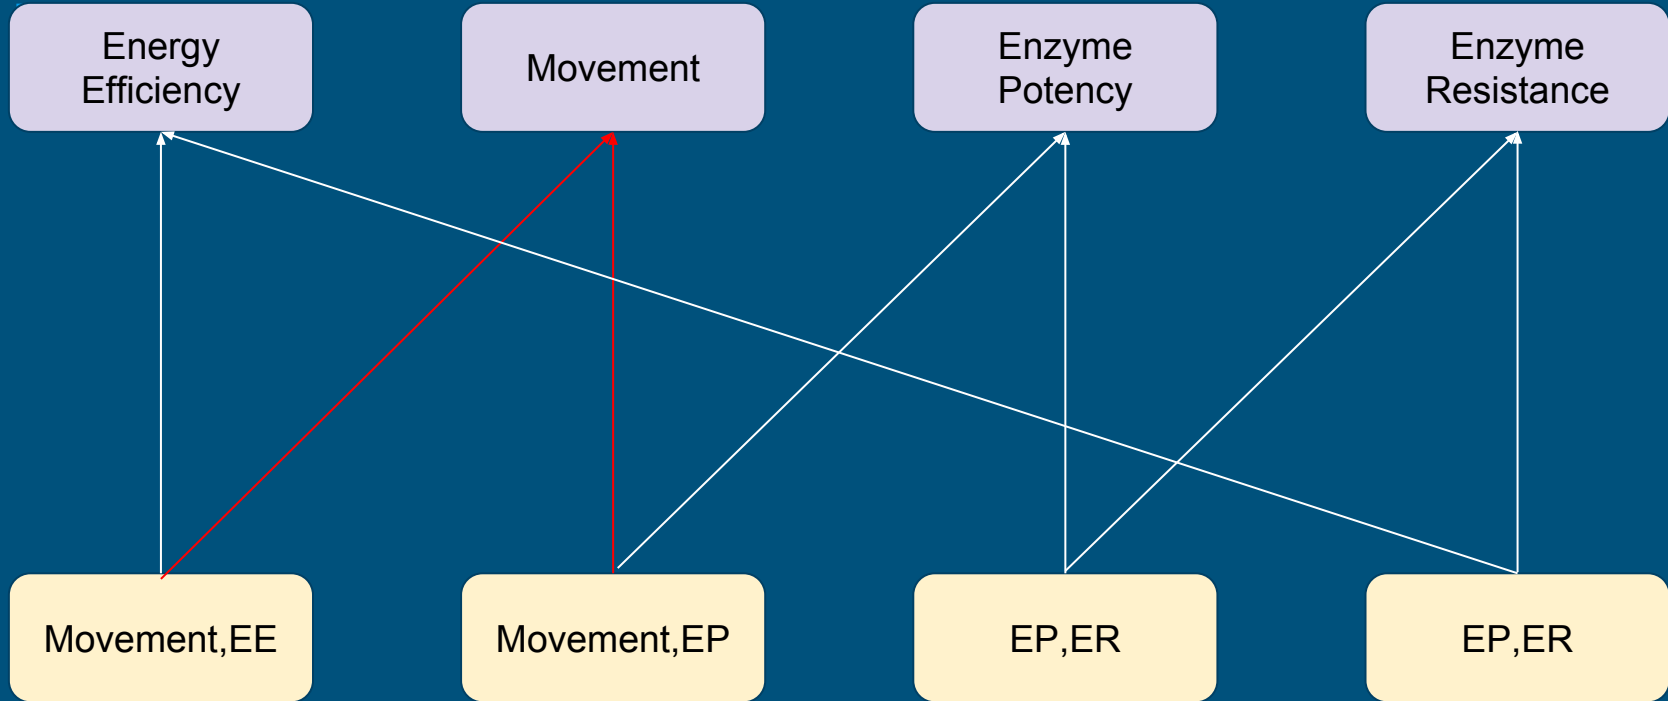 Energy
Efficiency
Movement
Enzyme
Potency
Enzyme
Resistance
Movement,EE
Movement,EP
EP,ER
EP,ER